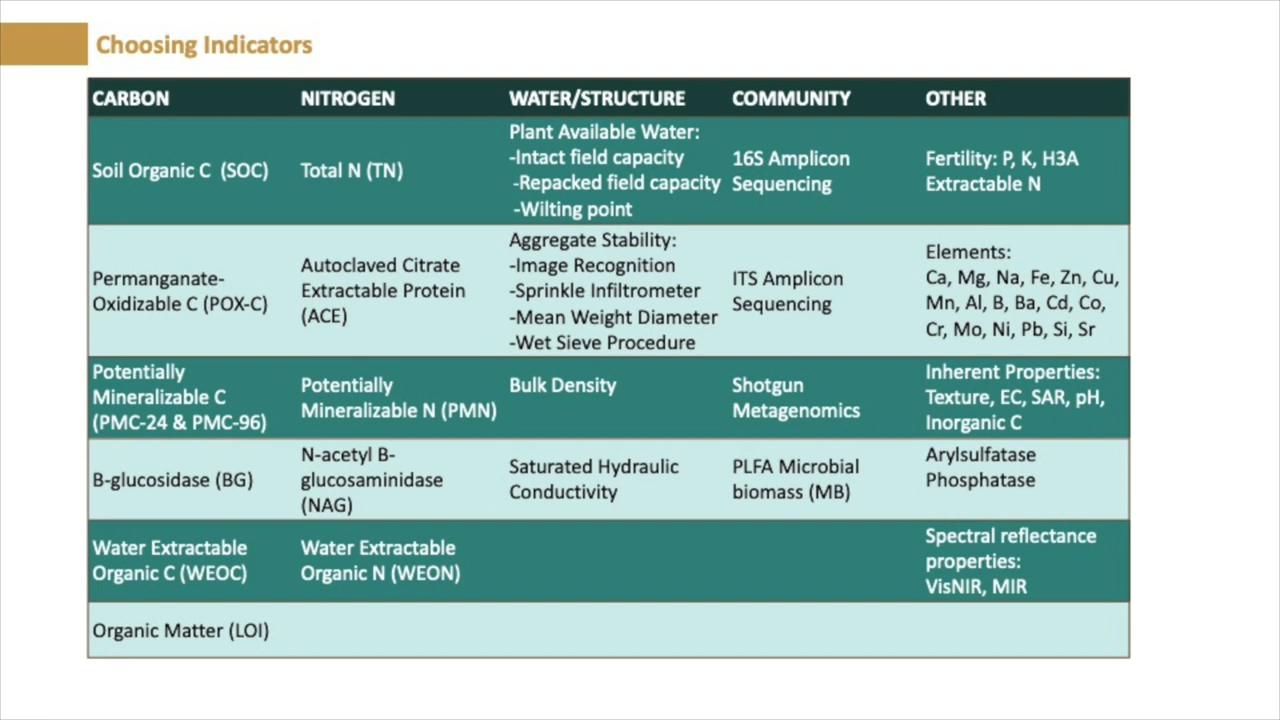 Choosing Indicators
CARBON NITROGEN WATER/STRUCTURE COMMUNITY OTHER
Soil Organic C (SOC)
Total N (TN)
Plant Available Water:
-Intact field capacity
-Repacked field capacity
-Wilting point
16S Amplicon
Sequencing
Fertility: P, K, H3A
Extractable N
Permanganate-
Oxidizable C (POX-C)
Autoclaved Citrate
Extractable Protein
(ACE)
Aggregate Stability:
-Image Recognition
-Sprinkle Infiltrometer
-Mean Weight Diameter
-Wet Sieve Procedure
ITS Amplicon
Sequencing
Elements:
Ca, Mg, Na, Fe, Zn, Cu,
Mn, Al, B, Ba, Cd, Co,
Cr, Mo, Ni, Pb, Si, Sr
Potentially
Mineralizable C
(PMC-24 & PMC-96)
Potentially
Mineralizable N (PMN)
Bulk Density
Shotgun
Metagenomics
Inherent Properties:
Texture, EC, SAR, pH,
Inorganic C
B-glucosidase (BG)
N-acetyl B-
glucosaminidase
(NAG)
Saturated Hydraulic
Conductivity
PLFA Microbial
biomass (MB)
Arylsulfatase
Phosphatase
Water Extractable
Organic C (WEOC)
Water Extractable
Organic N (WEON)
Spectral reflectance
properties:
VisNIR, MIR
Organic Matter (LOI)